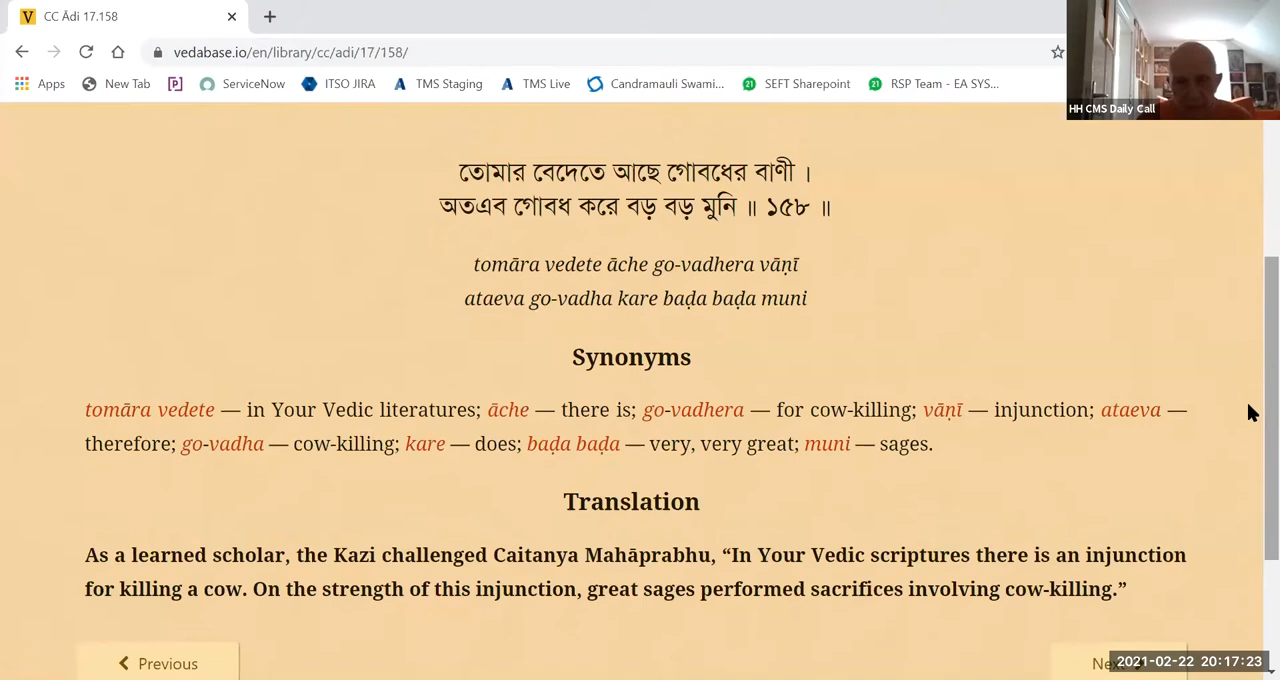 CC Ādi 17.158
vedabase.io/en/library/cc/adi/17/158/
Apps New Tab ServiceNow ITSO JIRA TMS Staging TMS Live Candramauli Swami... SEFT Sharepoint RSP Team - EA SYS...
HH CMS Daily Call
তোমার বেদেতে আছে গোবধের বাণী ।
অতএব গোবধ করে বড় বড় মুনি ॥ ১৫৮ ॥
tomāra vedete āche go-vadhera vāṇī
ataeva go-vadha kare baḍa baḍa muni
Synonyms
tomāra vedete — in Your Vedic literatures; āche — there is; go-vadhera — for cow-killing; vāṇī — injunction; ataeva —
therefore; go-vadha — cow-killing; kare — does; baḍa baḍa — very, very great; muni — sages.
Translation
As a learned scholar, the Kazi challenged Caitanya Mahāprabhu, “In Your Vedic scriptures there is an injunction
for killing a cow. On the strength of this injunction, great sages performed sacrifices involving cow-killing.”
Previous
2021-02-22 20:17:23